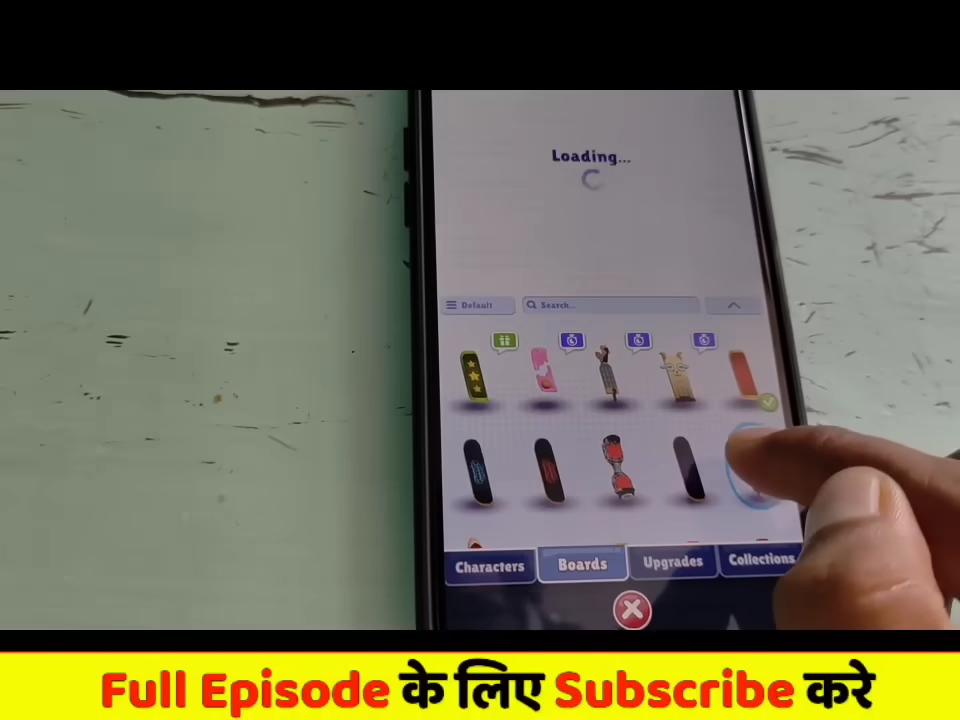 Loading...
Default
Search...
Characters Boards Upgrades Collections
Full Episode के लिए Subscribe करे